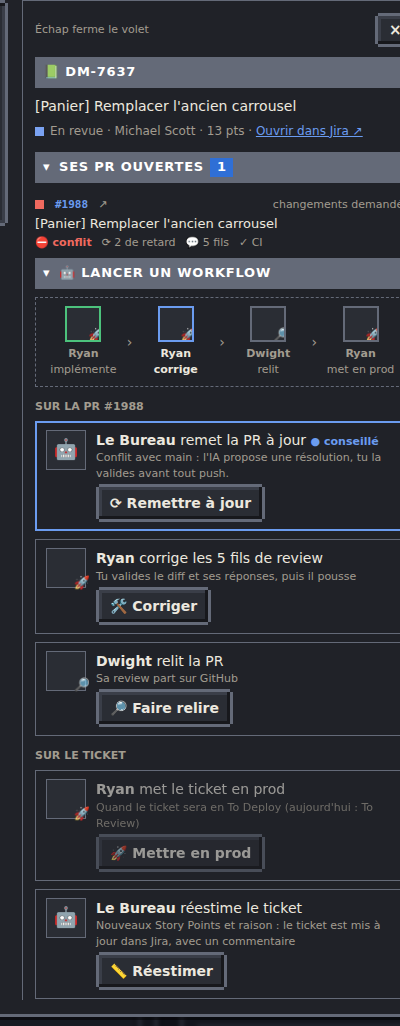 Échap ferme le volet
×
📗 DM-7637
[Panier] Remplacer l'ancien carrousel
En revue · Michael Scott · 13 pts · Ouvrir dans Jira ↗
▾ SES PR OUVERTES 1
#1988 ↗ changements demandé
[Panier] Remplacer l'ancien carrousel
⛔ conflit ⟳ 2 de retard 💬 5 fils ✓ CI
▾ 🤖 LANCER UN WORKFLOW
Ryan › Ryan › Dwight › Ryan
implémente corrige relit met en prod
SUR LA PR #1988
Le Bureau remet la PR à jour ● conseillé
Conflit avec main : l'IA propose une résolution, tu la
valides avant tout push.
⟳ Remettre à jour
Ryan corrige les 5 fils de review
Tu valides le diff et ses réponses, puis il pousse
🛠️ Corriger
Dwight relit la PR
Sa review part sur GitHub
🔎 Faire relire
SUR LE TICKET
Ryan met le ticket en prod
Quand le ticket sera en To Deploy (aujourd'hui : To
Review)
🚀 Mettre en prod
Le Bureau réestime le ticket
Nouveaux Story Points et raison : le ticket est mis à
jour dans Jira, avec un commentaire
📏 Réestimer